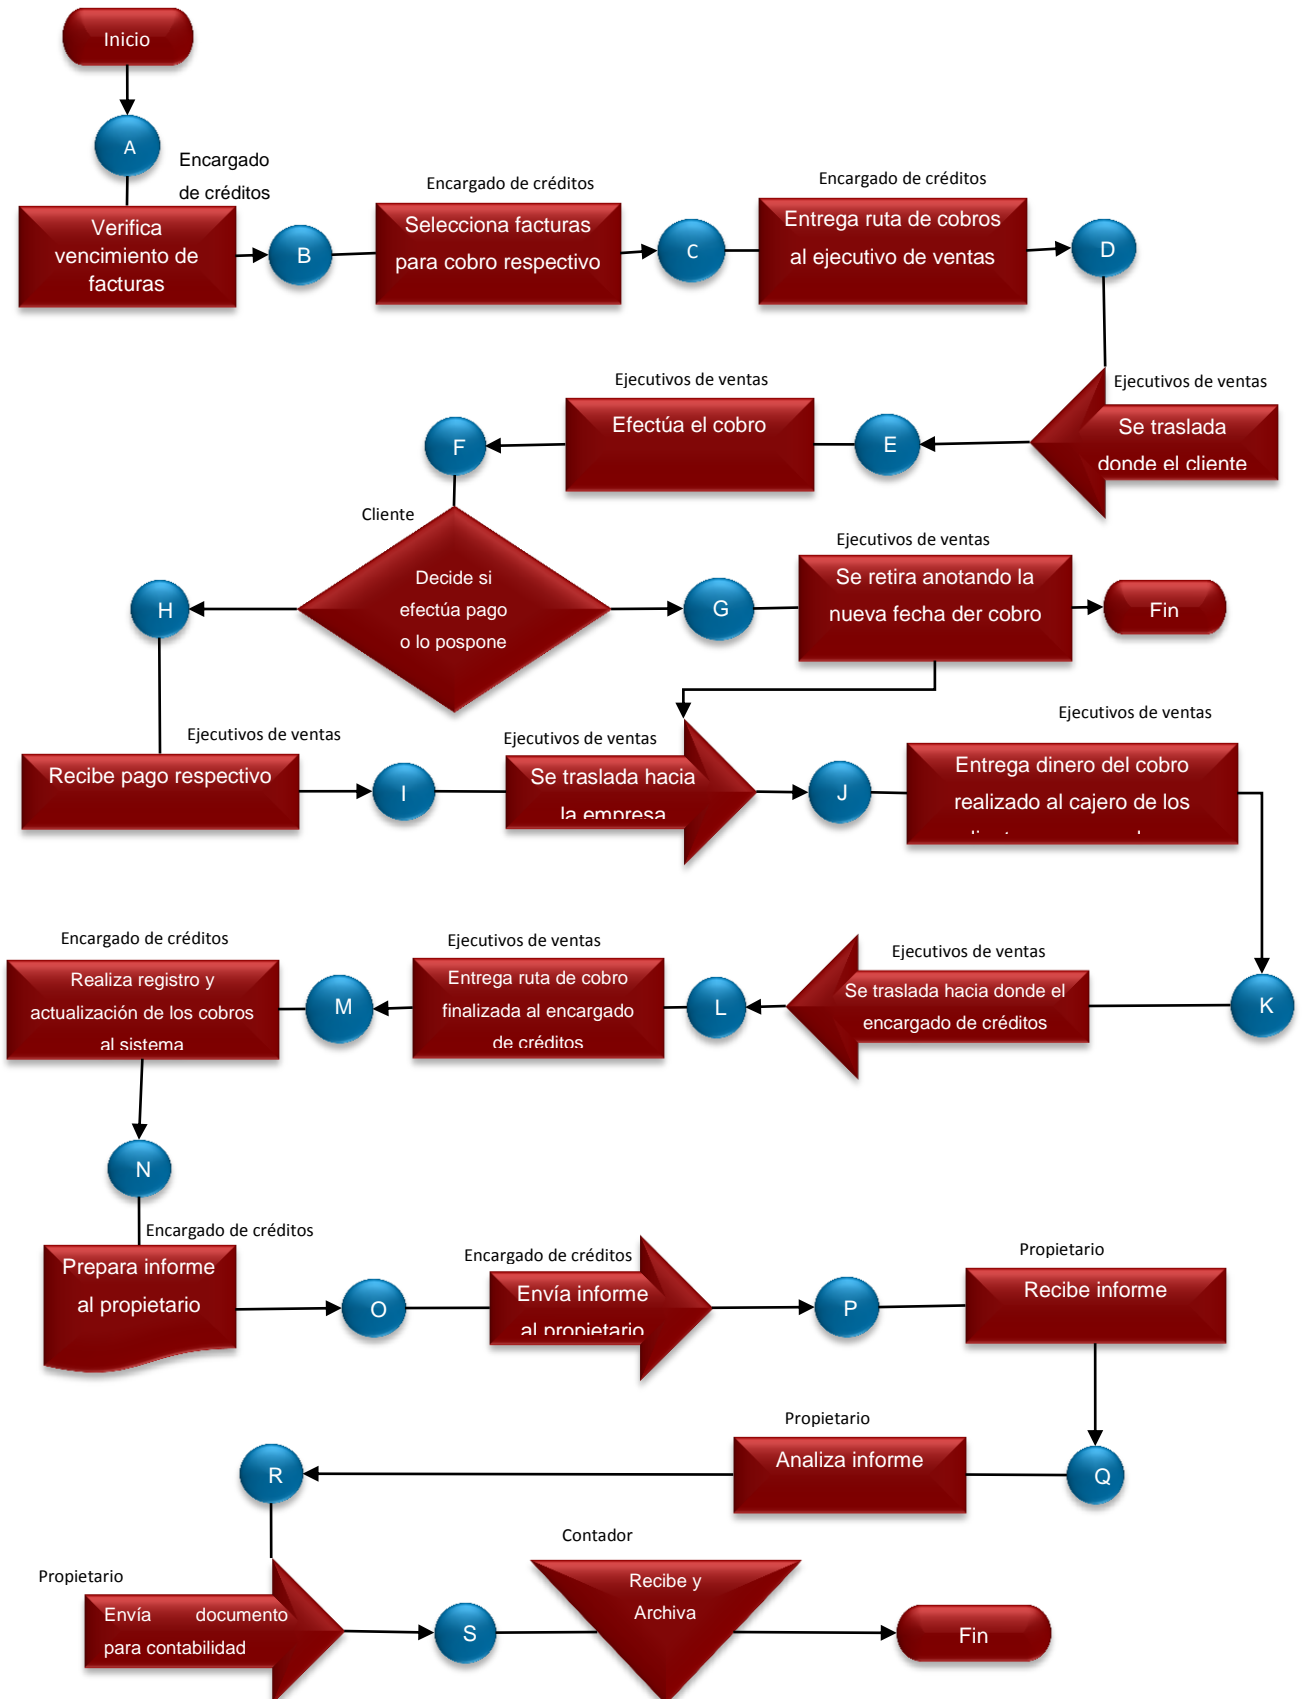 Inicio
A
Encargado
de créditos
Verifica
vencimiento de
facturas
B
Encargado de créditos
Selecciona facturas
para cobro respectivo
C
Encargado de créditos
Entrega ruta de cobros
al ejecutivo de ventas
D
Ejecutivos de ventas
Se traslada
donde el cliente
E
Ejecutivos de ventas
Efectúa el cobro
F
Cliente
Decide si
efectúa pago
o lo pospone
G
Ejecutivos de ventas
Se retira anotando la
nueva fecha der cobro
Fin
H
Ejecutivos de ventas
Recibe pago respectivo
I
Ejecutivos de ventas
Se traslada hacia
la empresa
J
Ejecutivos de ventas
Entrega dinero del cobro
realizado al cajero de los
K
Ejecutivos de ventas
Se traslada hacia donde el
encargado de créditos
L
Ejecutivos de ventas
Entrega ruta de cobro
finalizada al encargado
de créditos
M
Encargado de créditos
Realiza registro y
actualización de los cobros
al sistema
N
Encargado de créditos
Prepara informe
al propietario
O
Encargado de créditos
Envía informe
al propietario
P
Propietario
Recibe informe
Q
Propietario
Analiza informe
R
Propietario
Envía documento
para contabilidad
S
Contador
Recibe y
Archiva
Fin